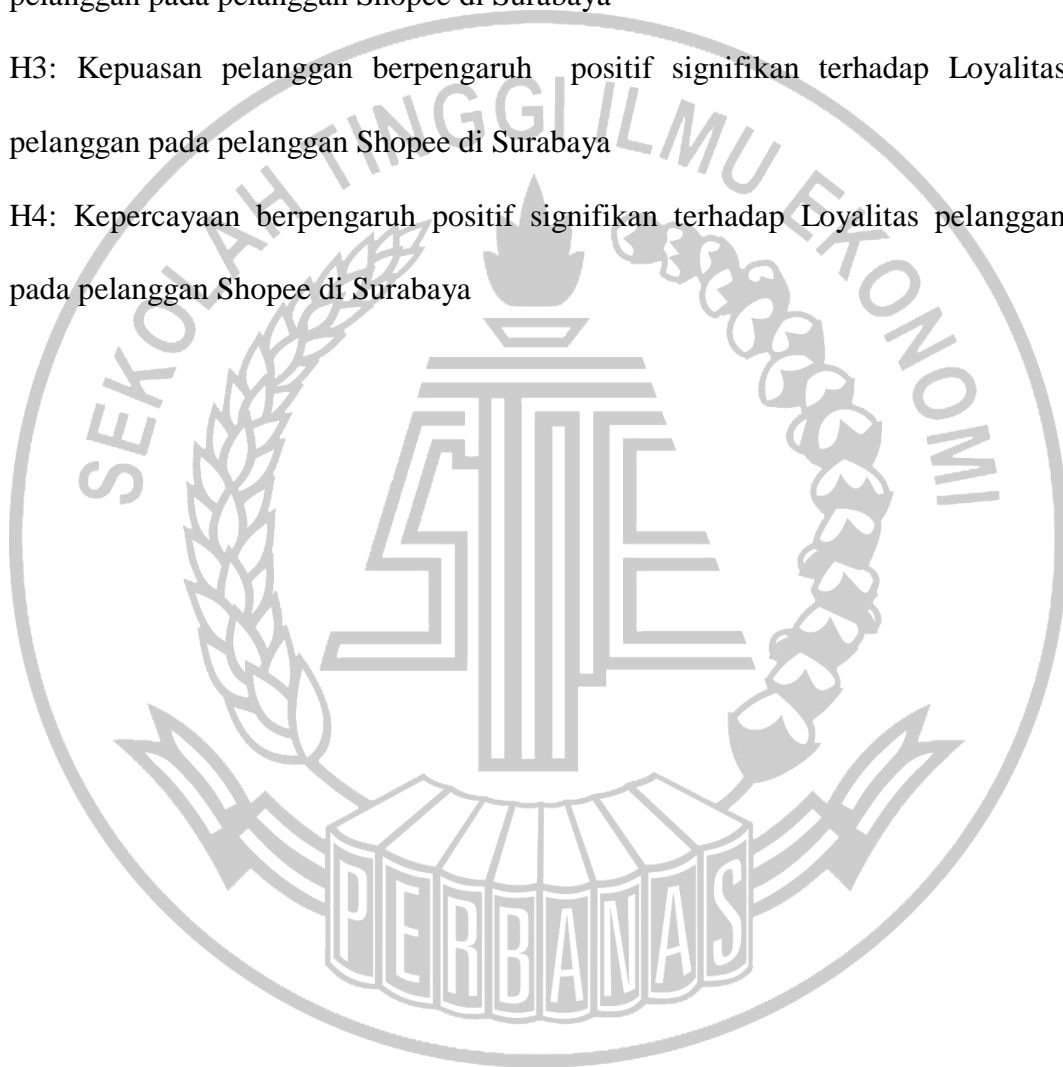 pelanggan pada pelanggan Shopee di Surabaya
H3: Kepuasan pelanggan berpengaruh positif signifikan terhadap Loyalitas
pelanggan pada pelanggan Shopee di Surabaya
H4: Kepercayaan berpengaruh positif signifikan terhadap Loyalitas pelanggan
pada pelanggan Shopee di Surabaya
SEKOLAH TINGGI ILMU EKONOMI
STIE
PERBANAS